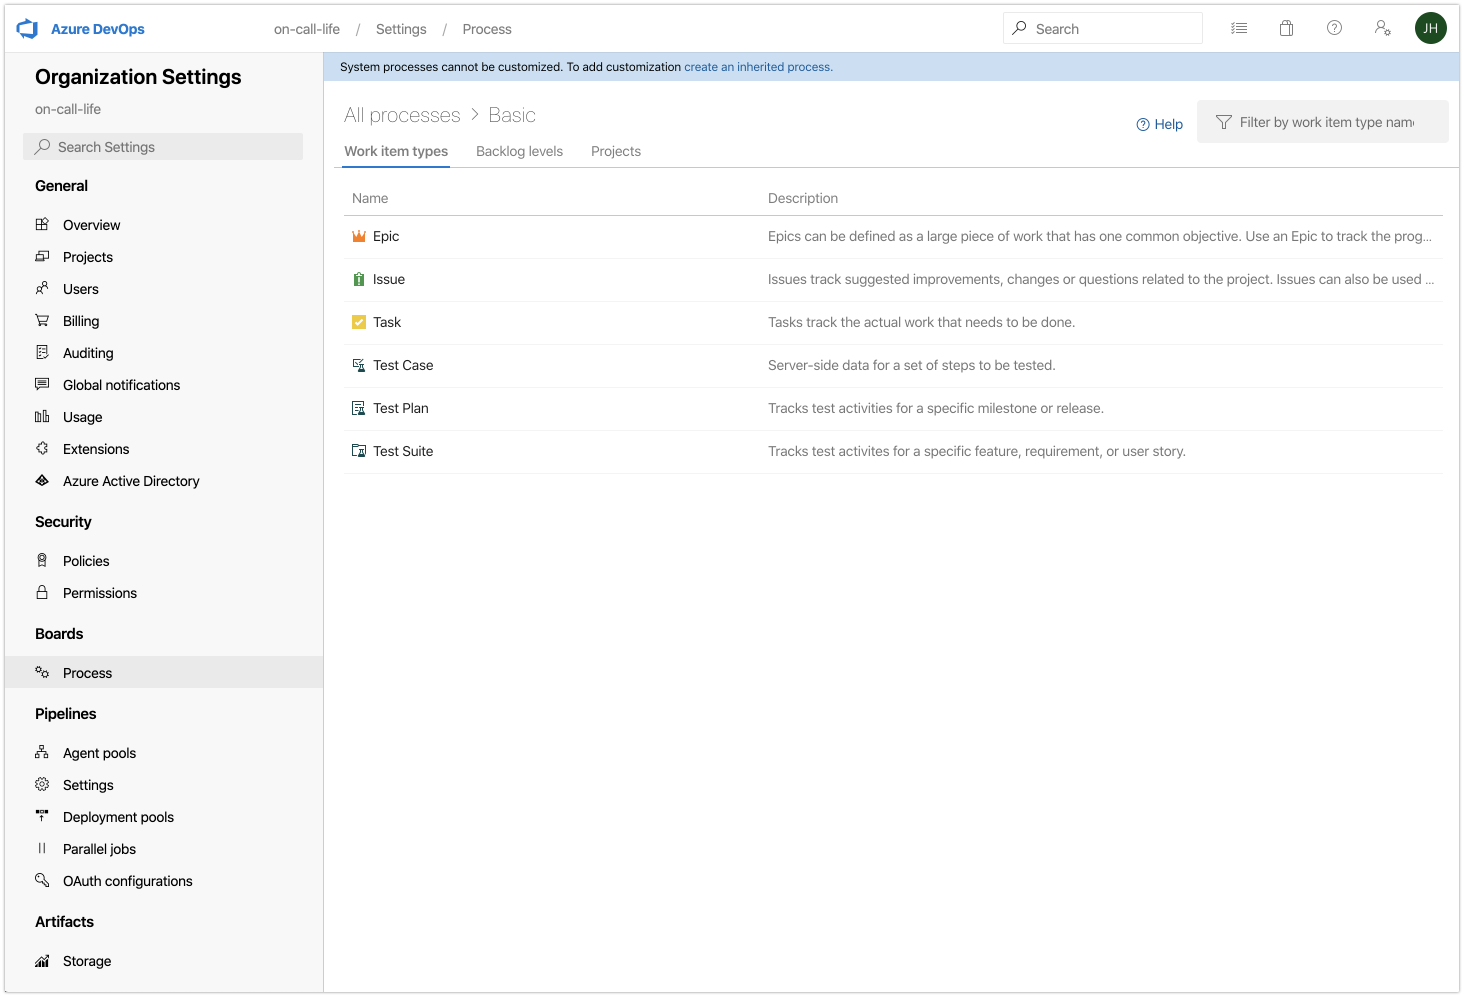 Azure DevOps
on-call-life / Settings / Process
Search
JH
Organization Settings
on-call-life
Search Settings
General
Overview
Projects
Users
Billing
Auditing
Global notifications
Usage
Extensions
Azure Active Directory
Security
Policies
Permissions
Boards
Process
Pipelines
Agent pools
Settings
Deployment pools
Parallel jobs
OAuth configurations
Artifacts
Storage
System processes cannot be customized. To add customization create an inherited process.
All processes > Basic
Help
Filter by work item type name
Work item types Backlog levels Projects
Name Description
Epic Epics can be defined as a large piece of work that has one common objective. Use an Epic to track the prog...
Issue Issues track suggested improvements, changes or questions related to the project. Issues can also be used ...
Task Tasks track the actual work that needs to be done.
Test Case Server-side data for a set of steps to be tested.
Test Plan Tracks test activities for a specific milestone or release.
Test Suite Tracks test activites for a specific feature, requirement, or user story.